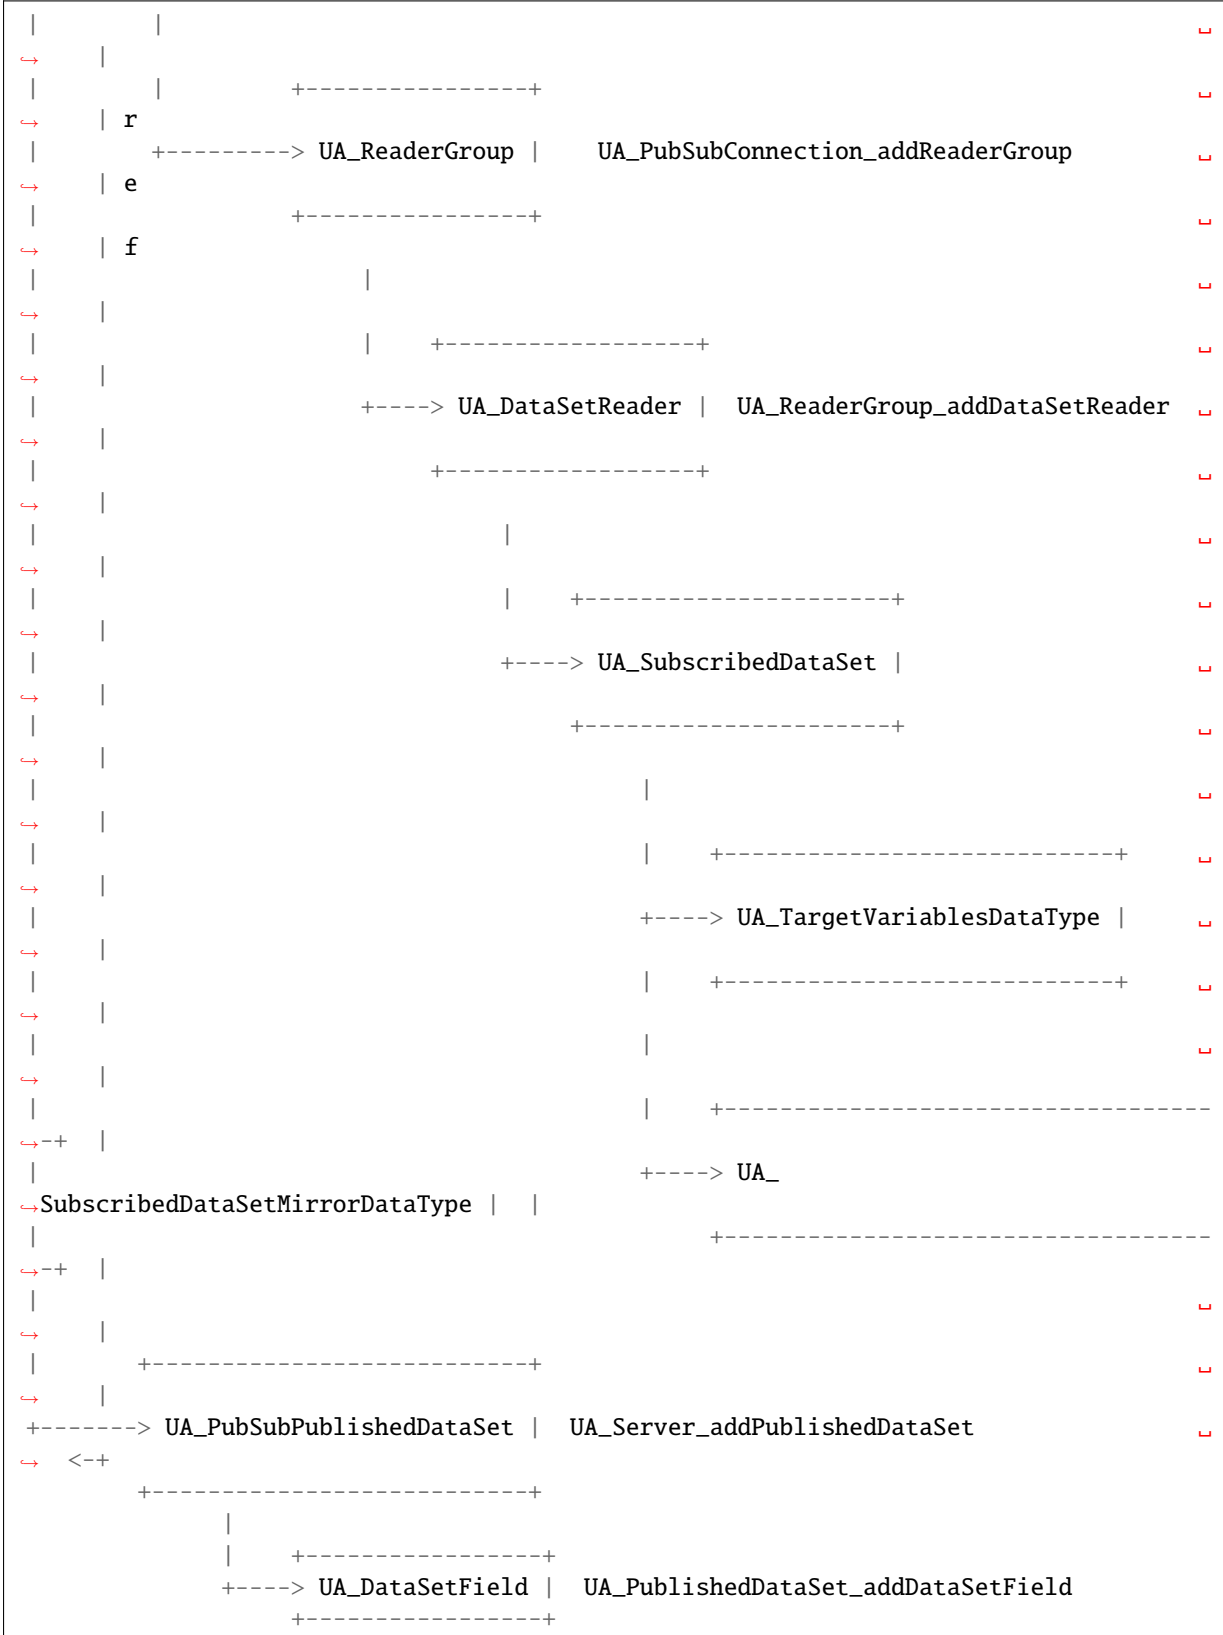 |        |                                                                          ␣
↪     |
|        |         +----------------+                                               ␣
↪     | r
|        +---------> UA_ReaderGroup |    UA_PubSubConnection_addReaderGroup         ␣
↪     | e
|                  +----------------+                                               ␣
↪     | f
|                       |                                                           ␣
↪     |
|                       |    +------------------+                                   ␣
↪     |
|                       +----> UA_DataSetReader |  UA_ReaderGroup_addDataSetReader  ␣
↪     |
|                            +------------------+                                   ␣
↪     |
|                                 |                                                 ␣
↪     |
|                                 |    +----------------------+                     ␣
↪     |
|                                 +----> UA_SubscribedDataSet |                     ␣
↪     |
|                                      +----------------------+                     ␣
↪     |
|                                           |                                       ␣
↪     |
|                                           |    +----------------------------+     ␣
↪     |
|                                           +----> UA_TargetVariablesDataType |     ␣
↪     |
|                                           |    +----------------------------+     ␣
↪     |
|                                           |                                       ␣
↪     |
|                                           |    +-----------------------------------
↪-+  |
|                                           +----> UA_
↪SubscribedDataSetMirrorDataType |  |
|                                                +-----------------------------------
↪-+  |
|                                                                                   ␣
↪     |
|       +---------------------------+                                               ␣
↪     |
+-------> UA_PubSubPublishedDataSet |  UA_Server_addPublishedDataSet                ␣
↪  <-+
        +---------------------------+
              |
              |    +-----------------+
              +----> UA_DataSetField |  UA_PublishedDataSet_addDataSetField
                   +-----------------+